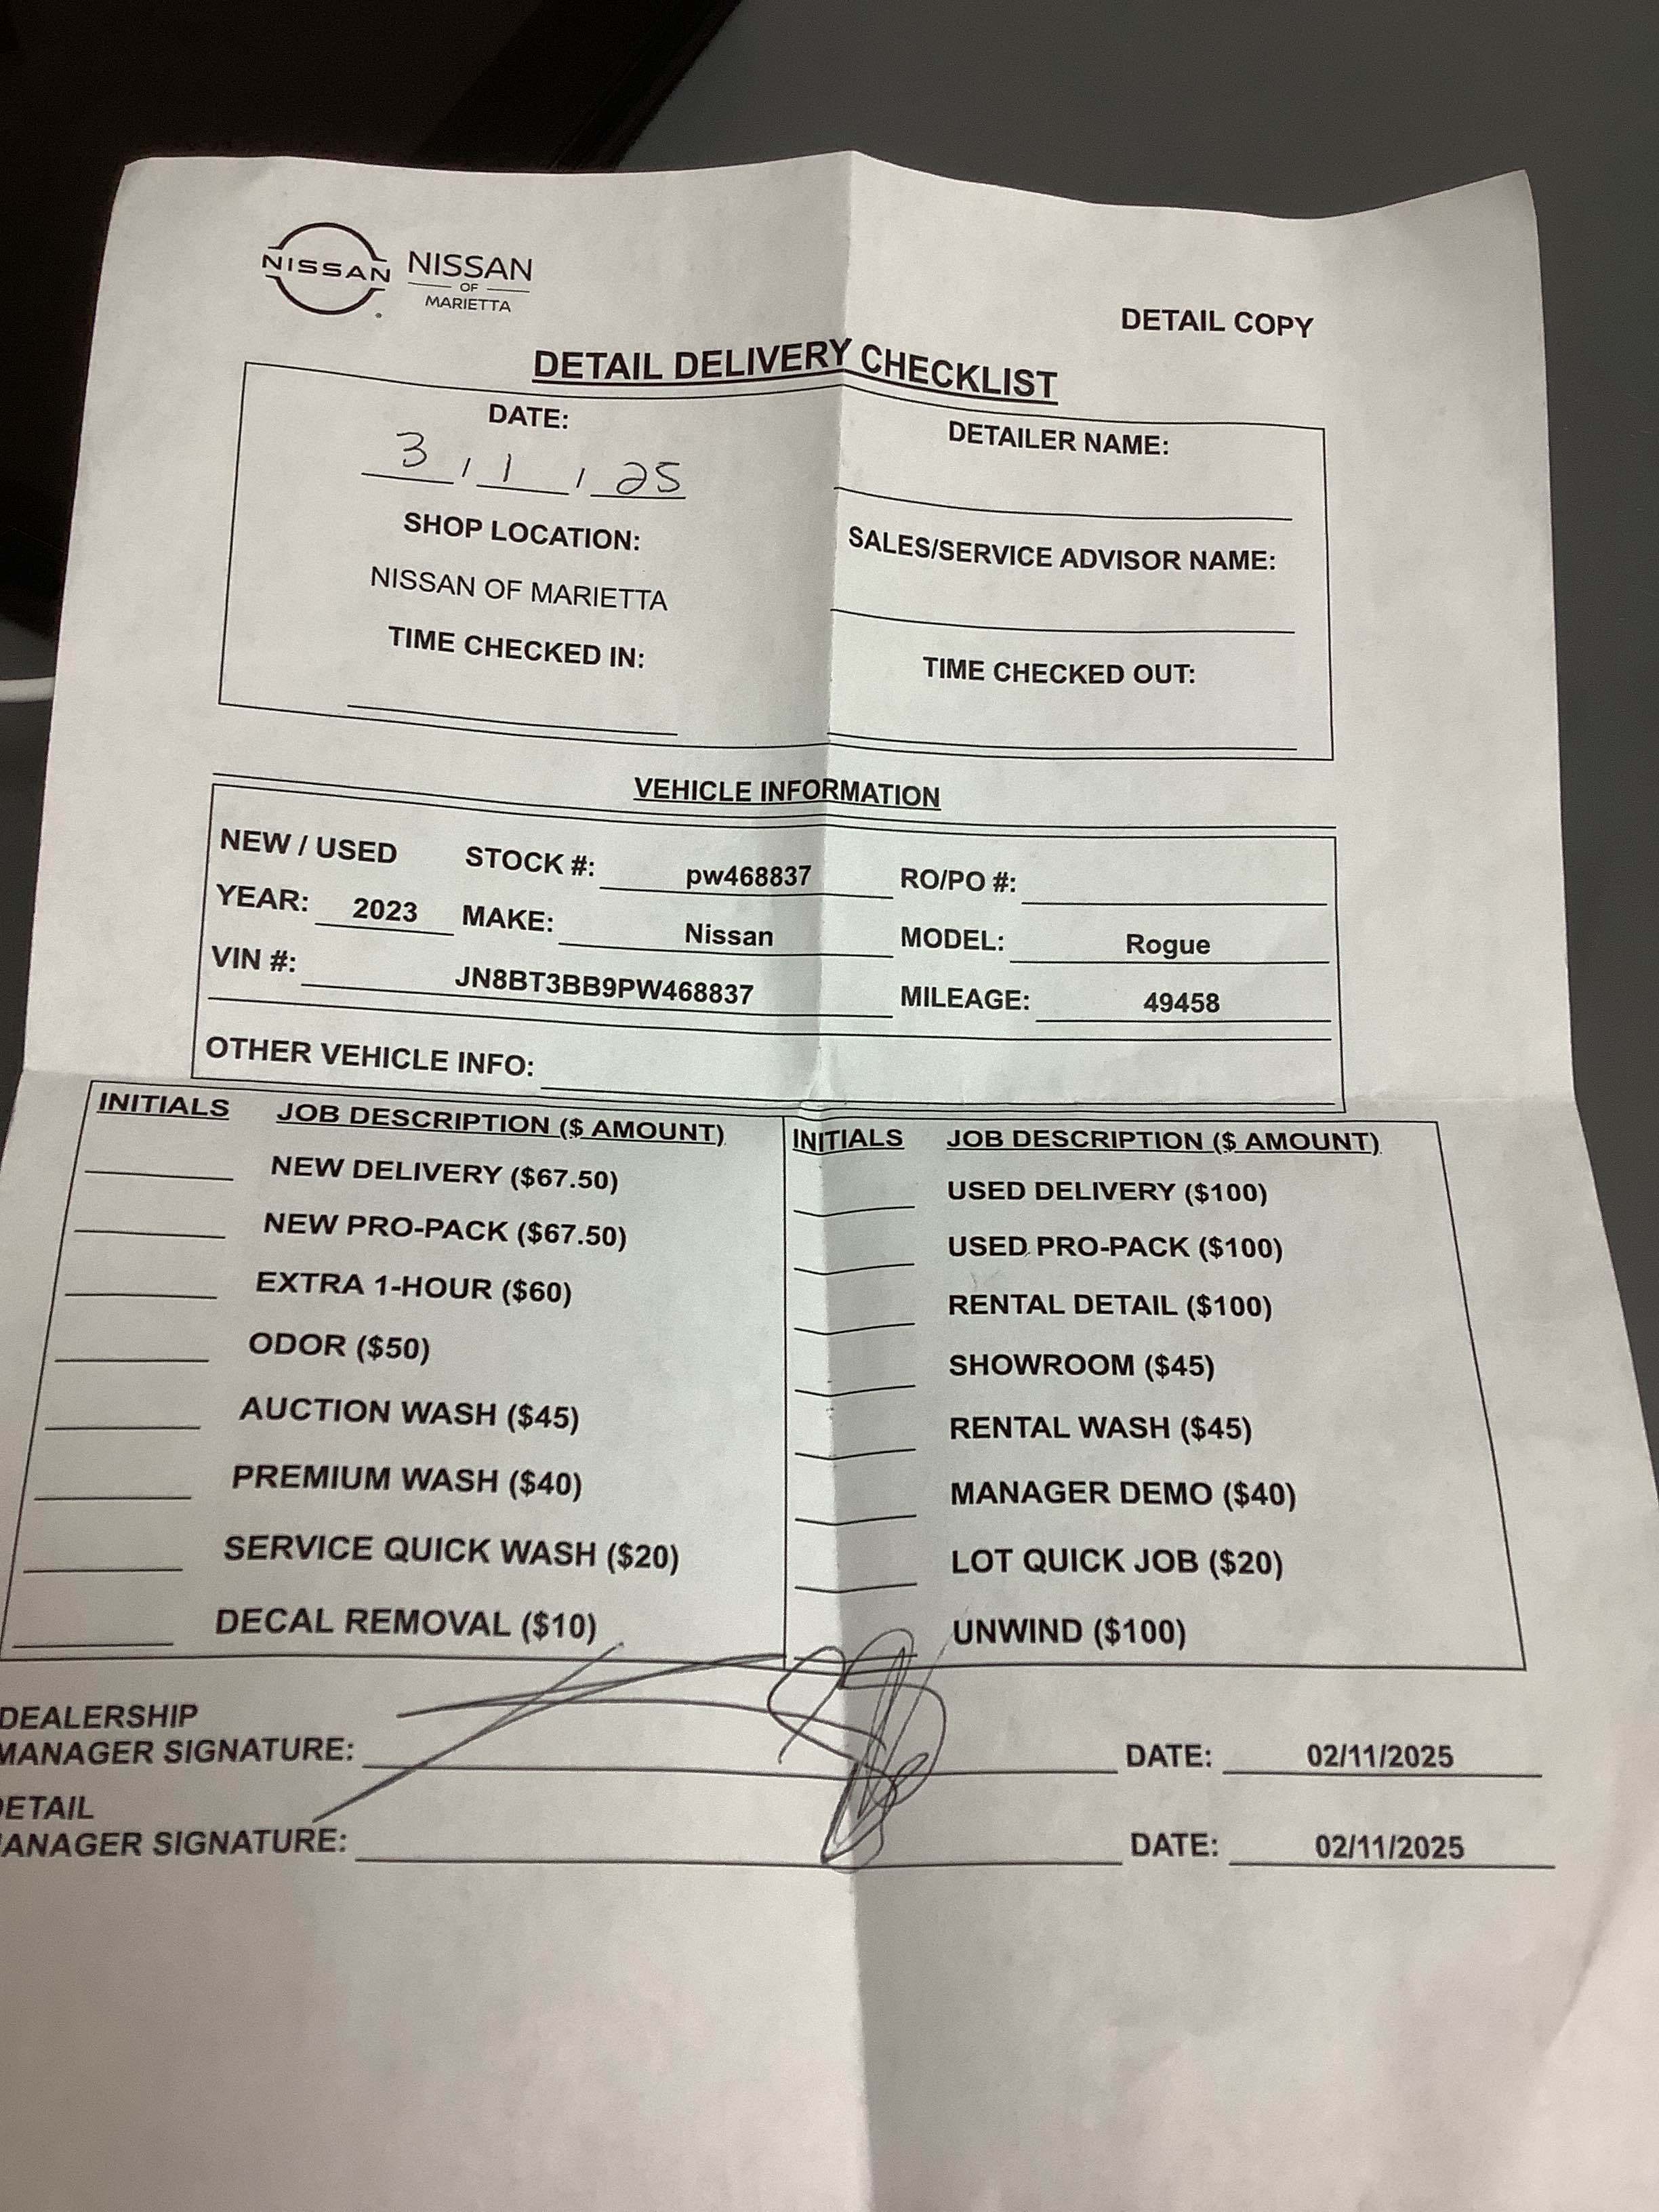 NISSAN NISSAN
OF
MARIETTA
DETAIL COPY
DETAIL DELIVERY CHECKLIST
DATE: DETAILER NAME:
3 / 1 / 25
SHOP LOCATION: SALES/SERVICE ADVISOR NAME:
NISSAN OF MARIETTA
TIME CHECKED IN: TIME CHECKED OUT:
VEHICLE INFORMATION
NEW / USED STOCK #: pw468837 RO/PO #:
YEAR: 2023 MAKE: Nissan MODEL: Rogue
VIN #: JN8BT3BB9PW468837 MILEAGE: 49458
OTHER VEHICLE INFO:
INITIALS JOB DESCRIPTION ($ AMOUNT) INITIALS JOB DESCRIPTION ($ AMOUNT)
NEW DELIVERY ($67.50) USED DELIVERY ($100)
NEW PRO-PACK ($67.50) USED PRO-PACK ($100)
EXTRA 1-HOUR ($60) RENTAL DETAIL ($100)
ODOR ($50) SHOWROOM ($45)
AUCTION WASH ($45) RENTAL WASH ($45)
PREMIUM WASH ($40) MANAGER DEMO ($40)
SERVICE QUICK WASH ($20) LOT QUICK JOB ($20)
DECAL REMOVAL ($10) UNWIND ($100)
DEALERSHIP
MANAGER SIGNATURE: DATE: 02/11/2025
ETAIL
ANAGER SIGNATURE: DATE: 02/11/2025